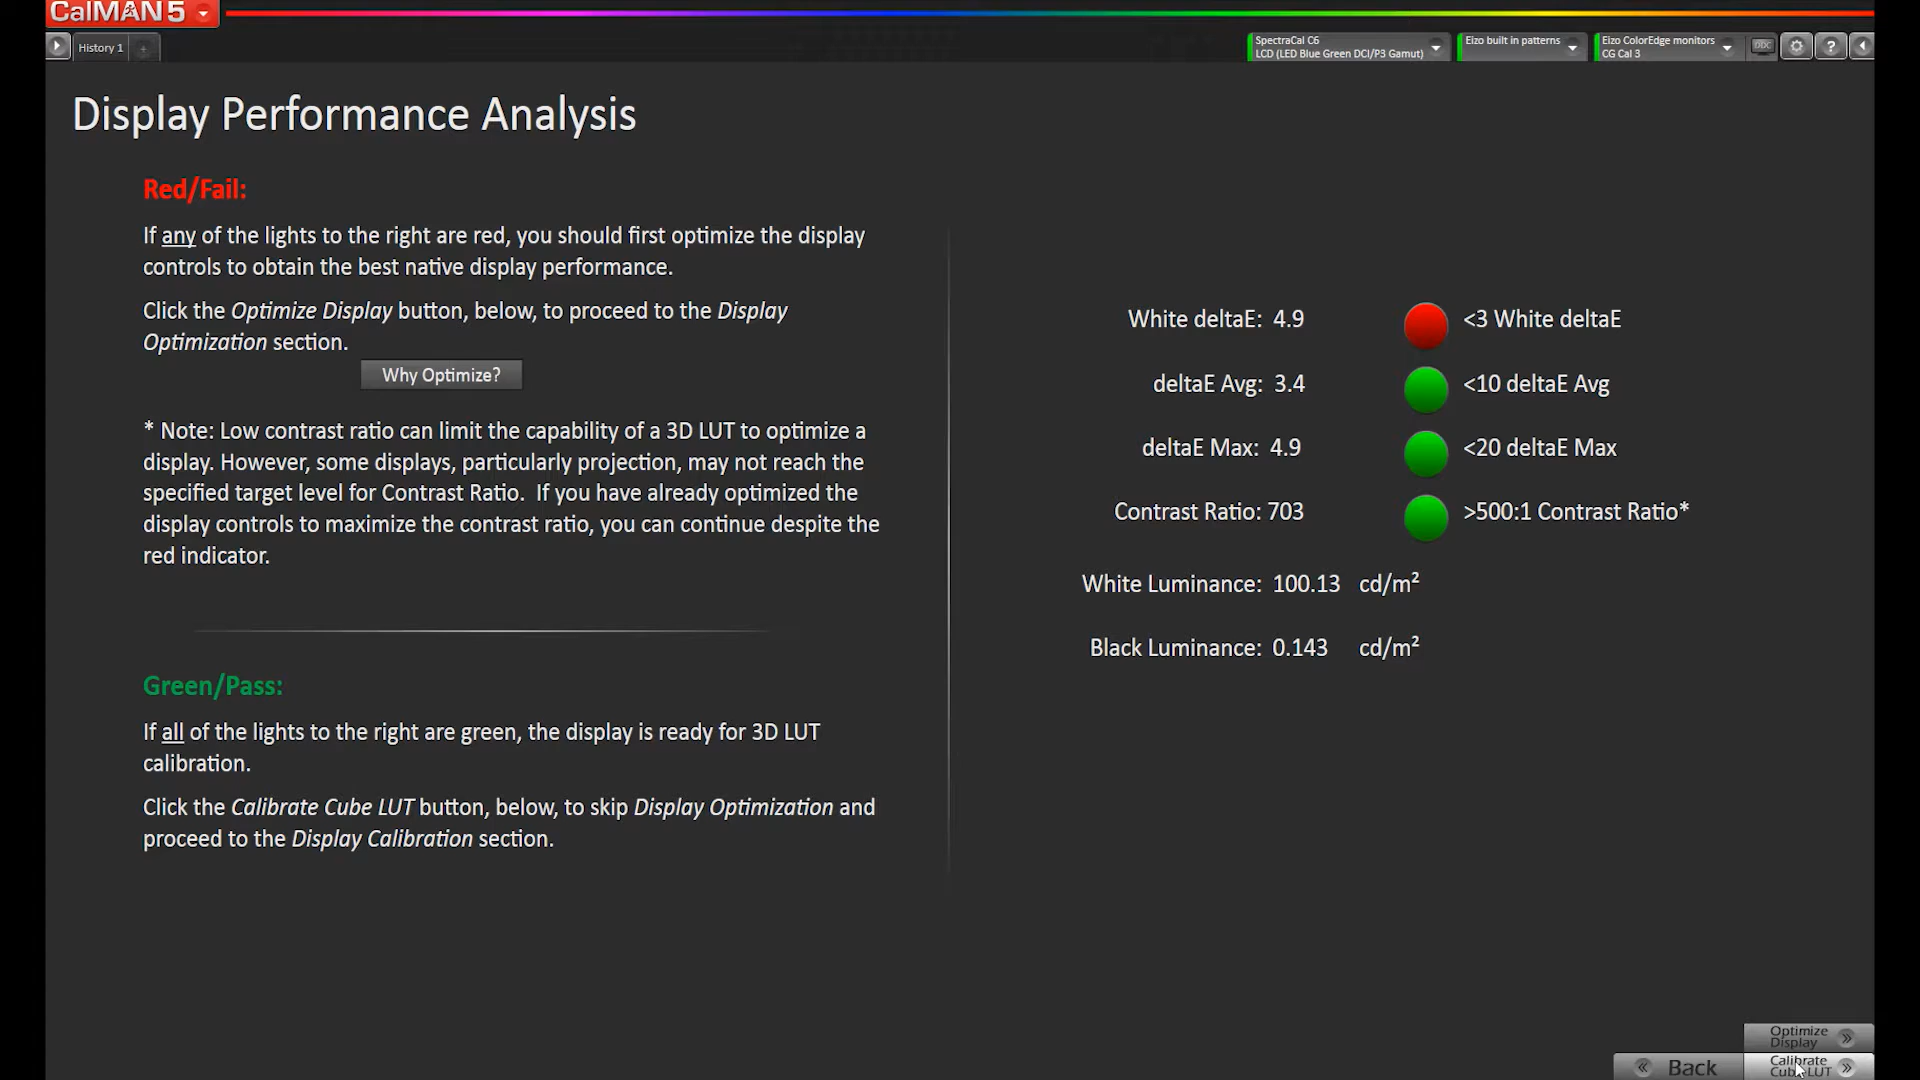 CalMAN 5
History 1
+
SpectraCal C6
LCD (LED Blue Green DCI/P3 Gamut)
Eizo built in patterns
Eizo ColorEdge monitors
CG Cal 3
DDC
?
Display Performance Analysis
Red/Fail:
If any of the lights to the right are red, you should first optimize the display
controls to obtain the best native display performance.
Click the Optimize Display button, below, to proceed to the Display
Optimization section.
Why Optimize?
* Note: Low contrast ratio can limit the capability of a 3D LUT to optimize a
display. However, some displays, particularly projection, may not reach the
specified target level for Contrast Ratio.  If you have already optimized the
display controls to maximize the contrast ratio, you can continue despite the
red indicator.
Green/Pass:
If all of the lights to the right are green, the display is ready for 3D LUT
calibration.
Click the Calibrate Cube LUT button, below, to skip Display Optimization and
proceed to the Display Calibration section.
White deltaE: 4.9 <3 White deltaE
deltaE Avg: 3.4 <10 deltaE Avg
deltaE Max: 4.9 <20 deltaE Max
Contrast Ratio: 703 >500:1 Contrast Ratio*
White Luminance: 100.13 cd/m²
Black Luminance: 0.143 cd/m²
Optimize
Display
Back
Calibrate
Cube LUT